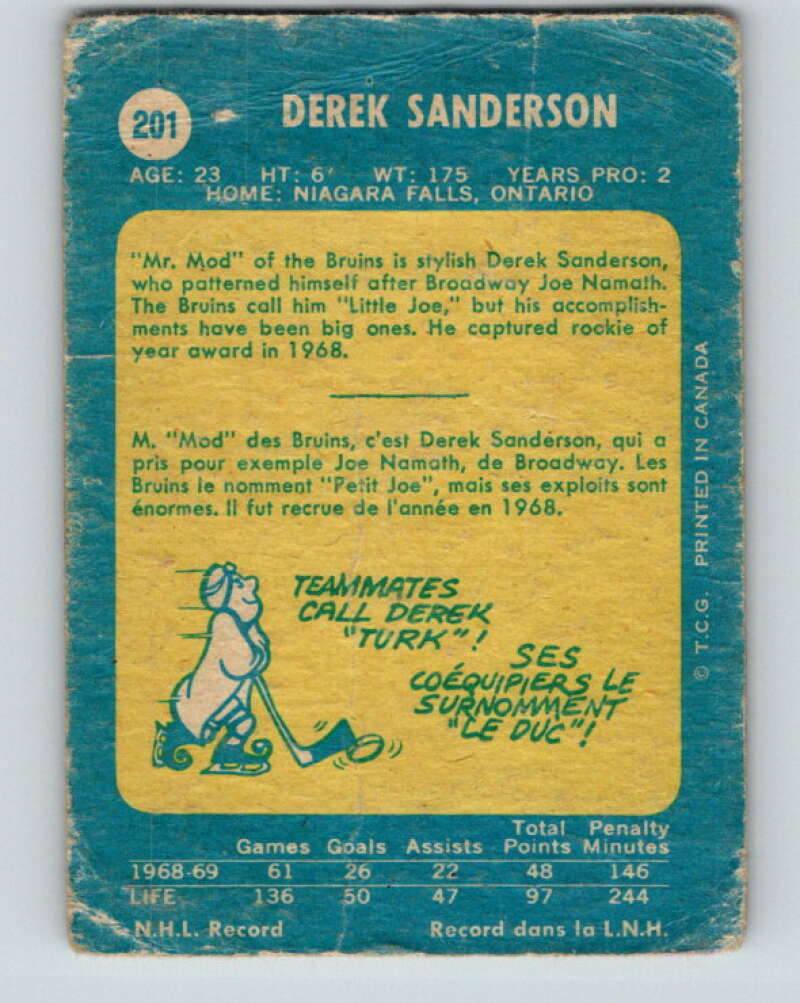 201
DEREK SANDERSON
AGE: 23 HT: 6' WT: 175 YEARS PRO: 2
HOME: NIAGARA FALLS, ONTARIO
"Mr. Mod" of the Bruins is stylish Derek Sanderson,
who patterned himself after Broadway Joe Namath.
The Bruins call him "Little Joe," but his accomplish-
ments have been big ones. He captured rookie of
year award in 1968.
M. "Mod" des Bruins, c'est Derek Sanderson, qui a
pris pour exemple Joe Namath, de Broadway. Les
Bruins le nomment "Petit Joe", mais ses exploits sont
énormes. Il fut recrue de l'année en 1968.
TEAMMATES
CALL DEREK
"TURK"!
SES
COÉQUIPIERS LE
SURNOMMENT
"LE DUC"!
© T.C.G. PRINTED IN CANADA
Total Penalty
Games Goals Assists Points Minutes
1968-69 61 26 22 48 146
LIFE 136 50 47 97 244
N.H.L. Record Record dans la L.N.H.